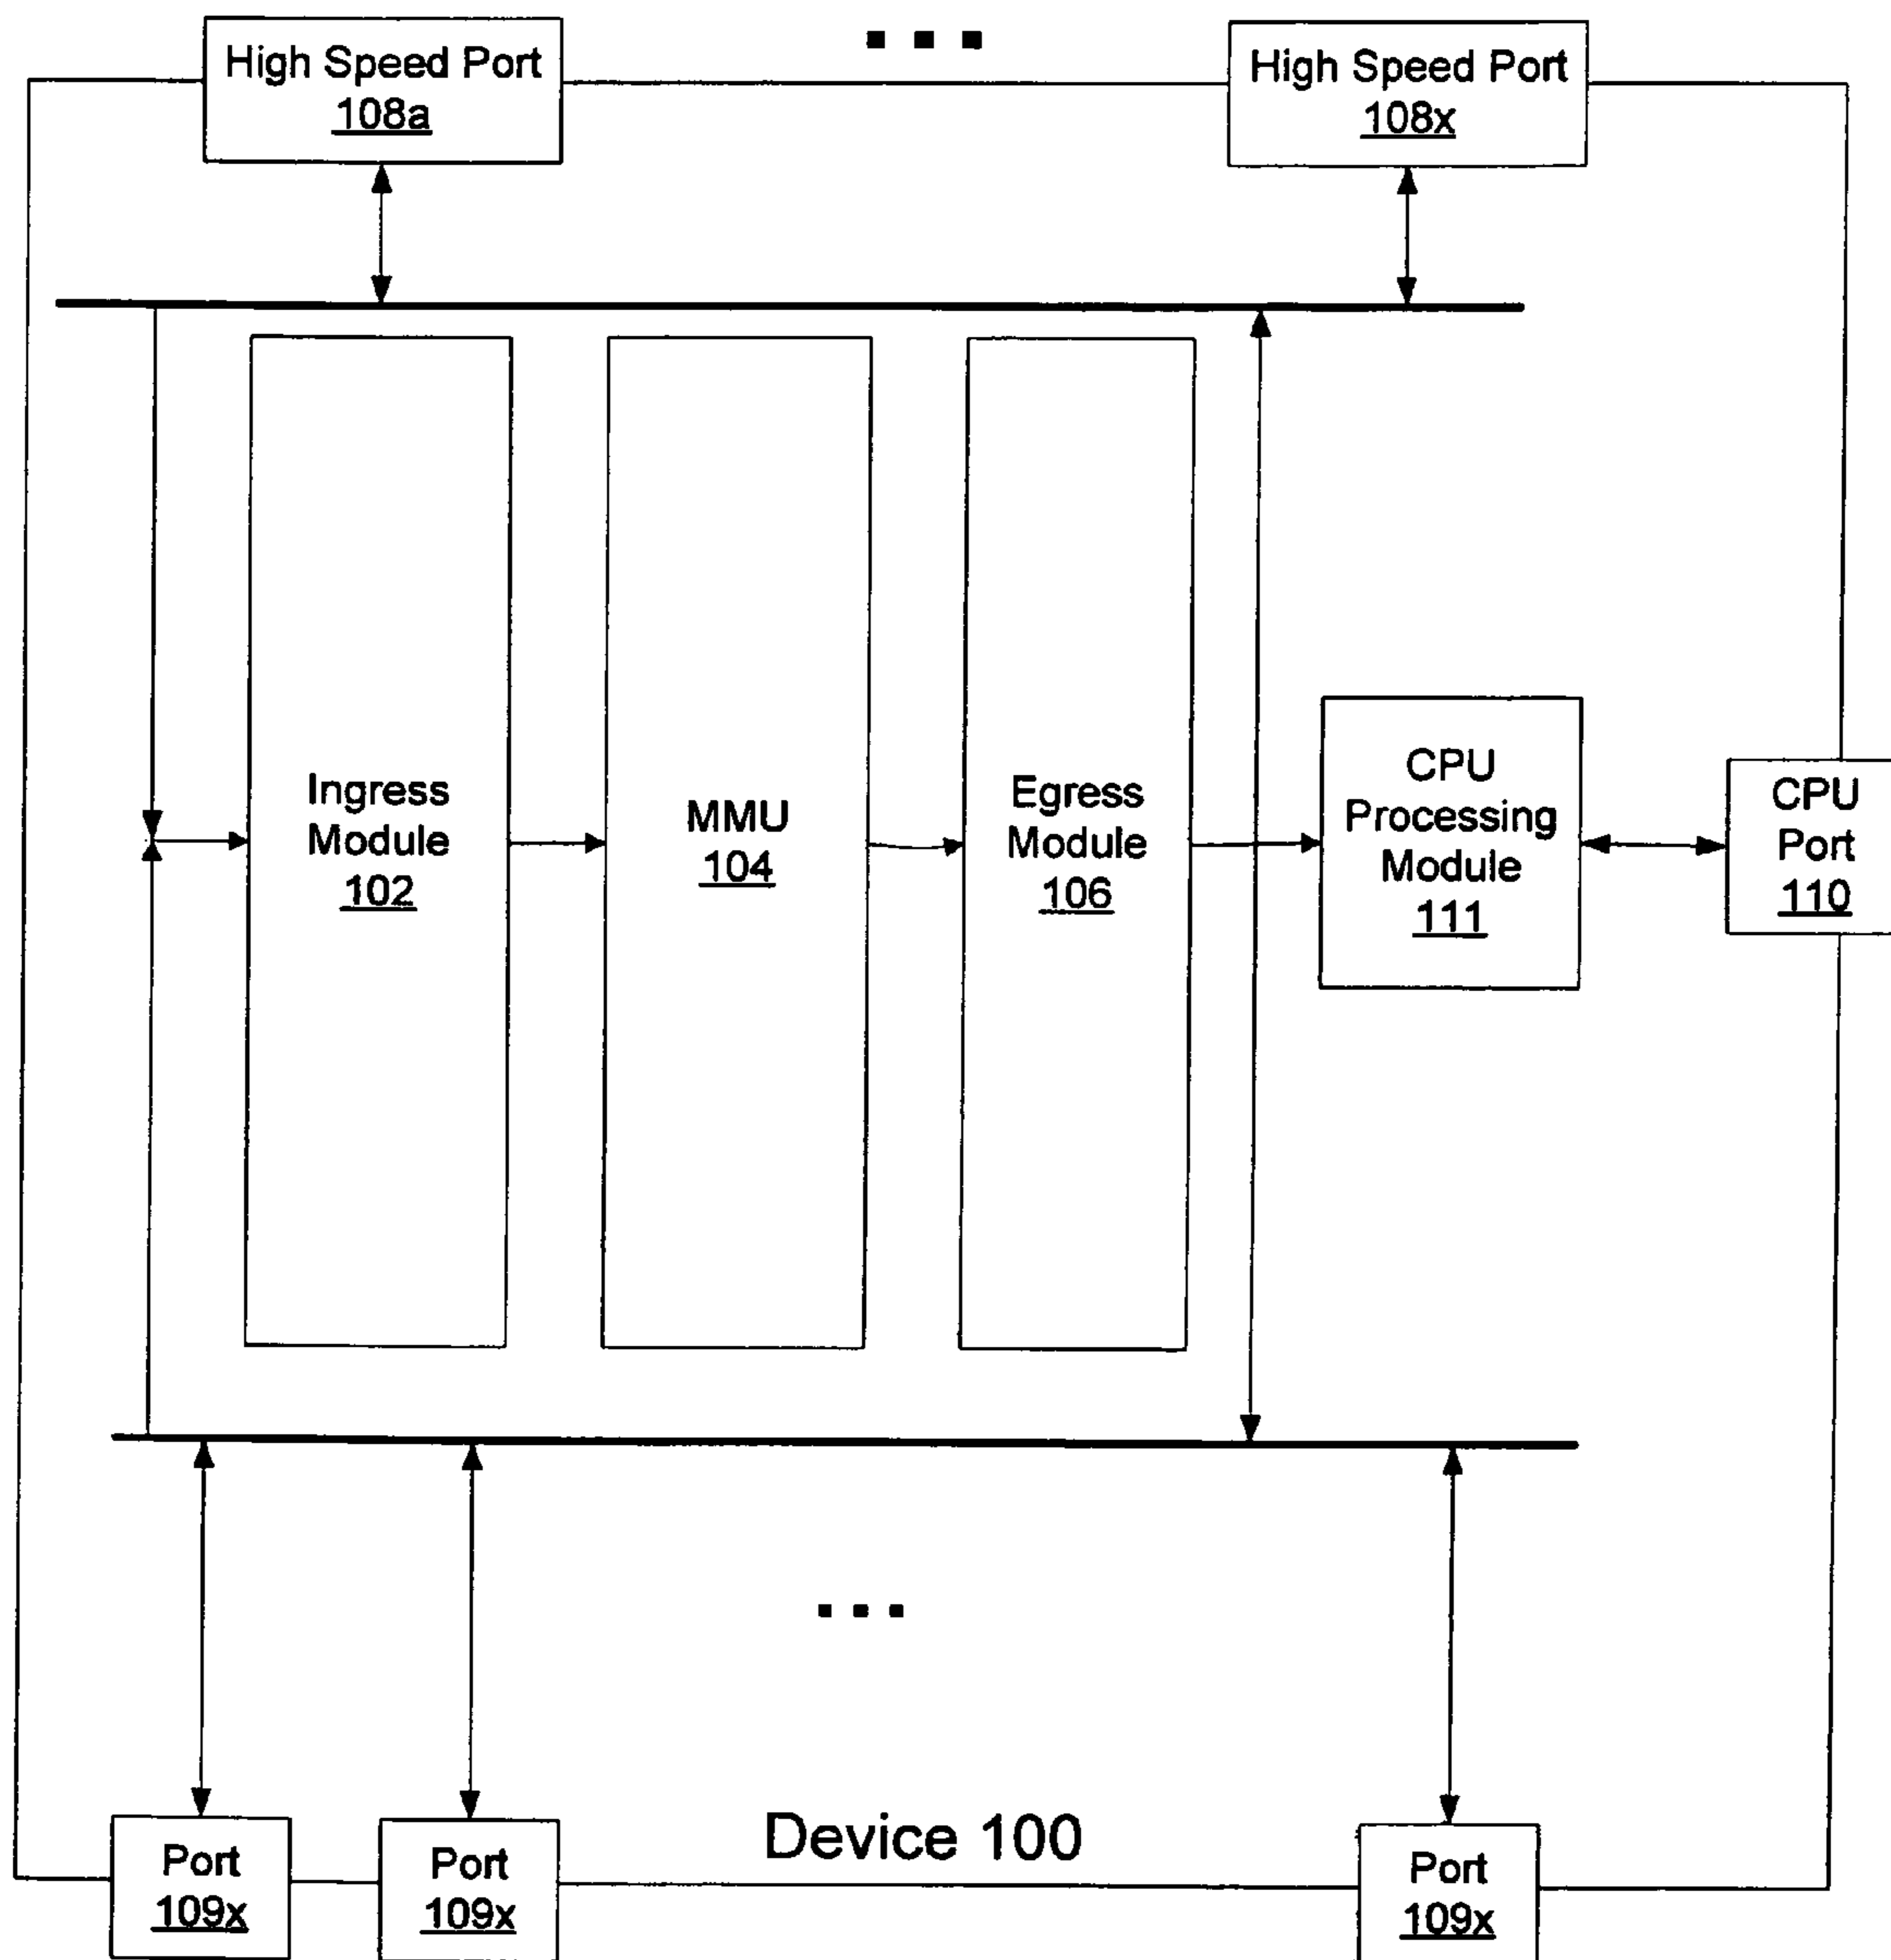 High Speed Port
108a
High Speed Port
108x
Ingress
Module
102
MMU
104
Egress
Module
106
CPU
Processing
Module
111
CPU
Port
110
Port
109x
Port
109x
Device 100
Port
109x